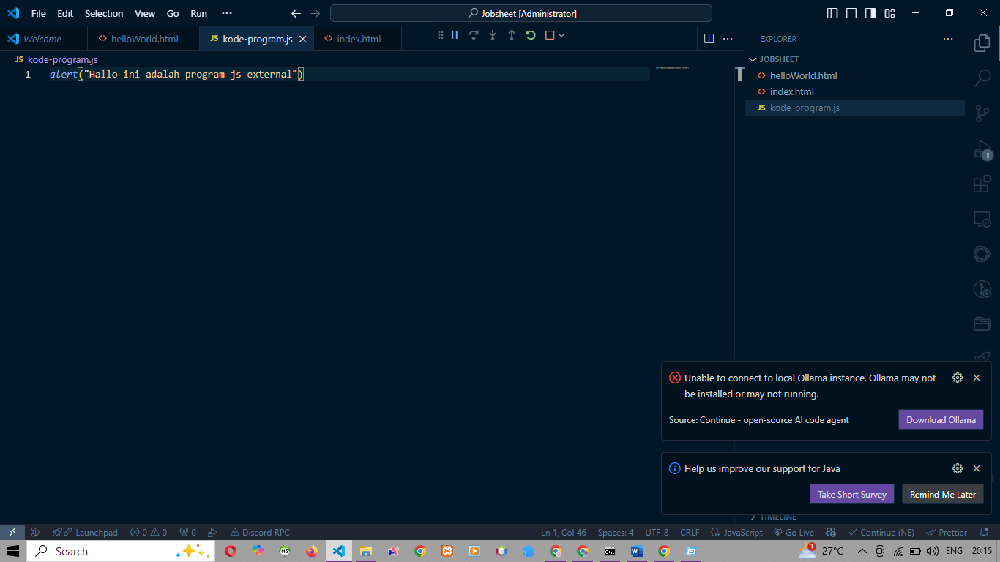 File Edit Selection View Go Run ··· Jobsheet [Administrator]
Welcome helloWorld.html JS kode-program.js index.html
EXPLORER
JS kode-program.js
1 alert("Hallo ini adalah program js external")
JOBSHEET
helloWorld.html
index.html
JS kode-program.js
1
Unable to connect to local Ollama instance. Ollama may not
be installed or may not running.
Source: Continue - open-source AI code agent Download Ollama
Help us improve our support for Java
Take Short Survey Remind Me Later
TIMELINE
Launchpad 0 0 0 Discord RPC Ln 1, Col 46 Spaces: 4 UTF-8 CRLF {} JavaScript Go Live Continue (NE) Prettier
Search HS C:\. W 1 27°C ENG 20:15